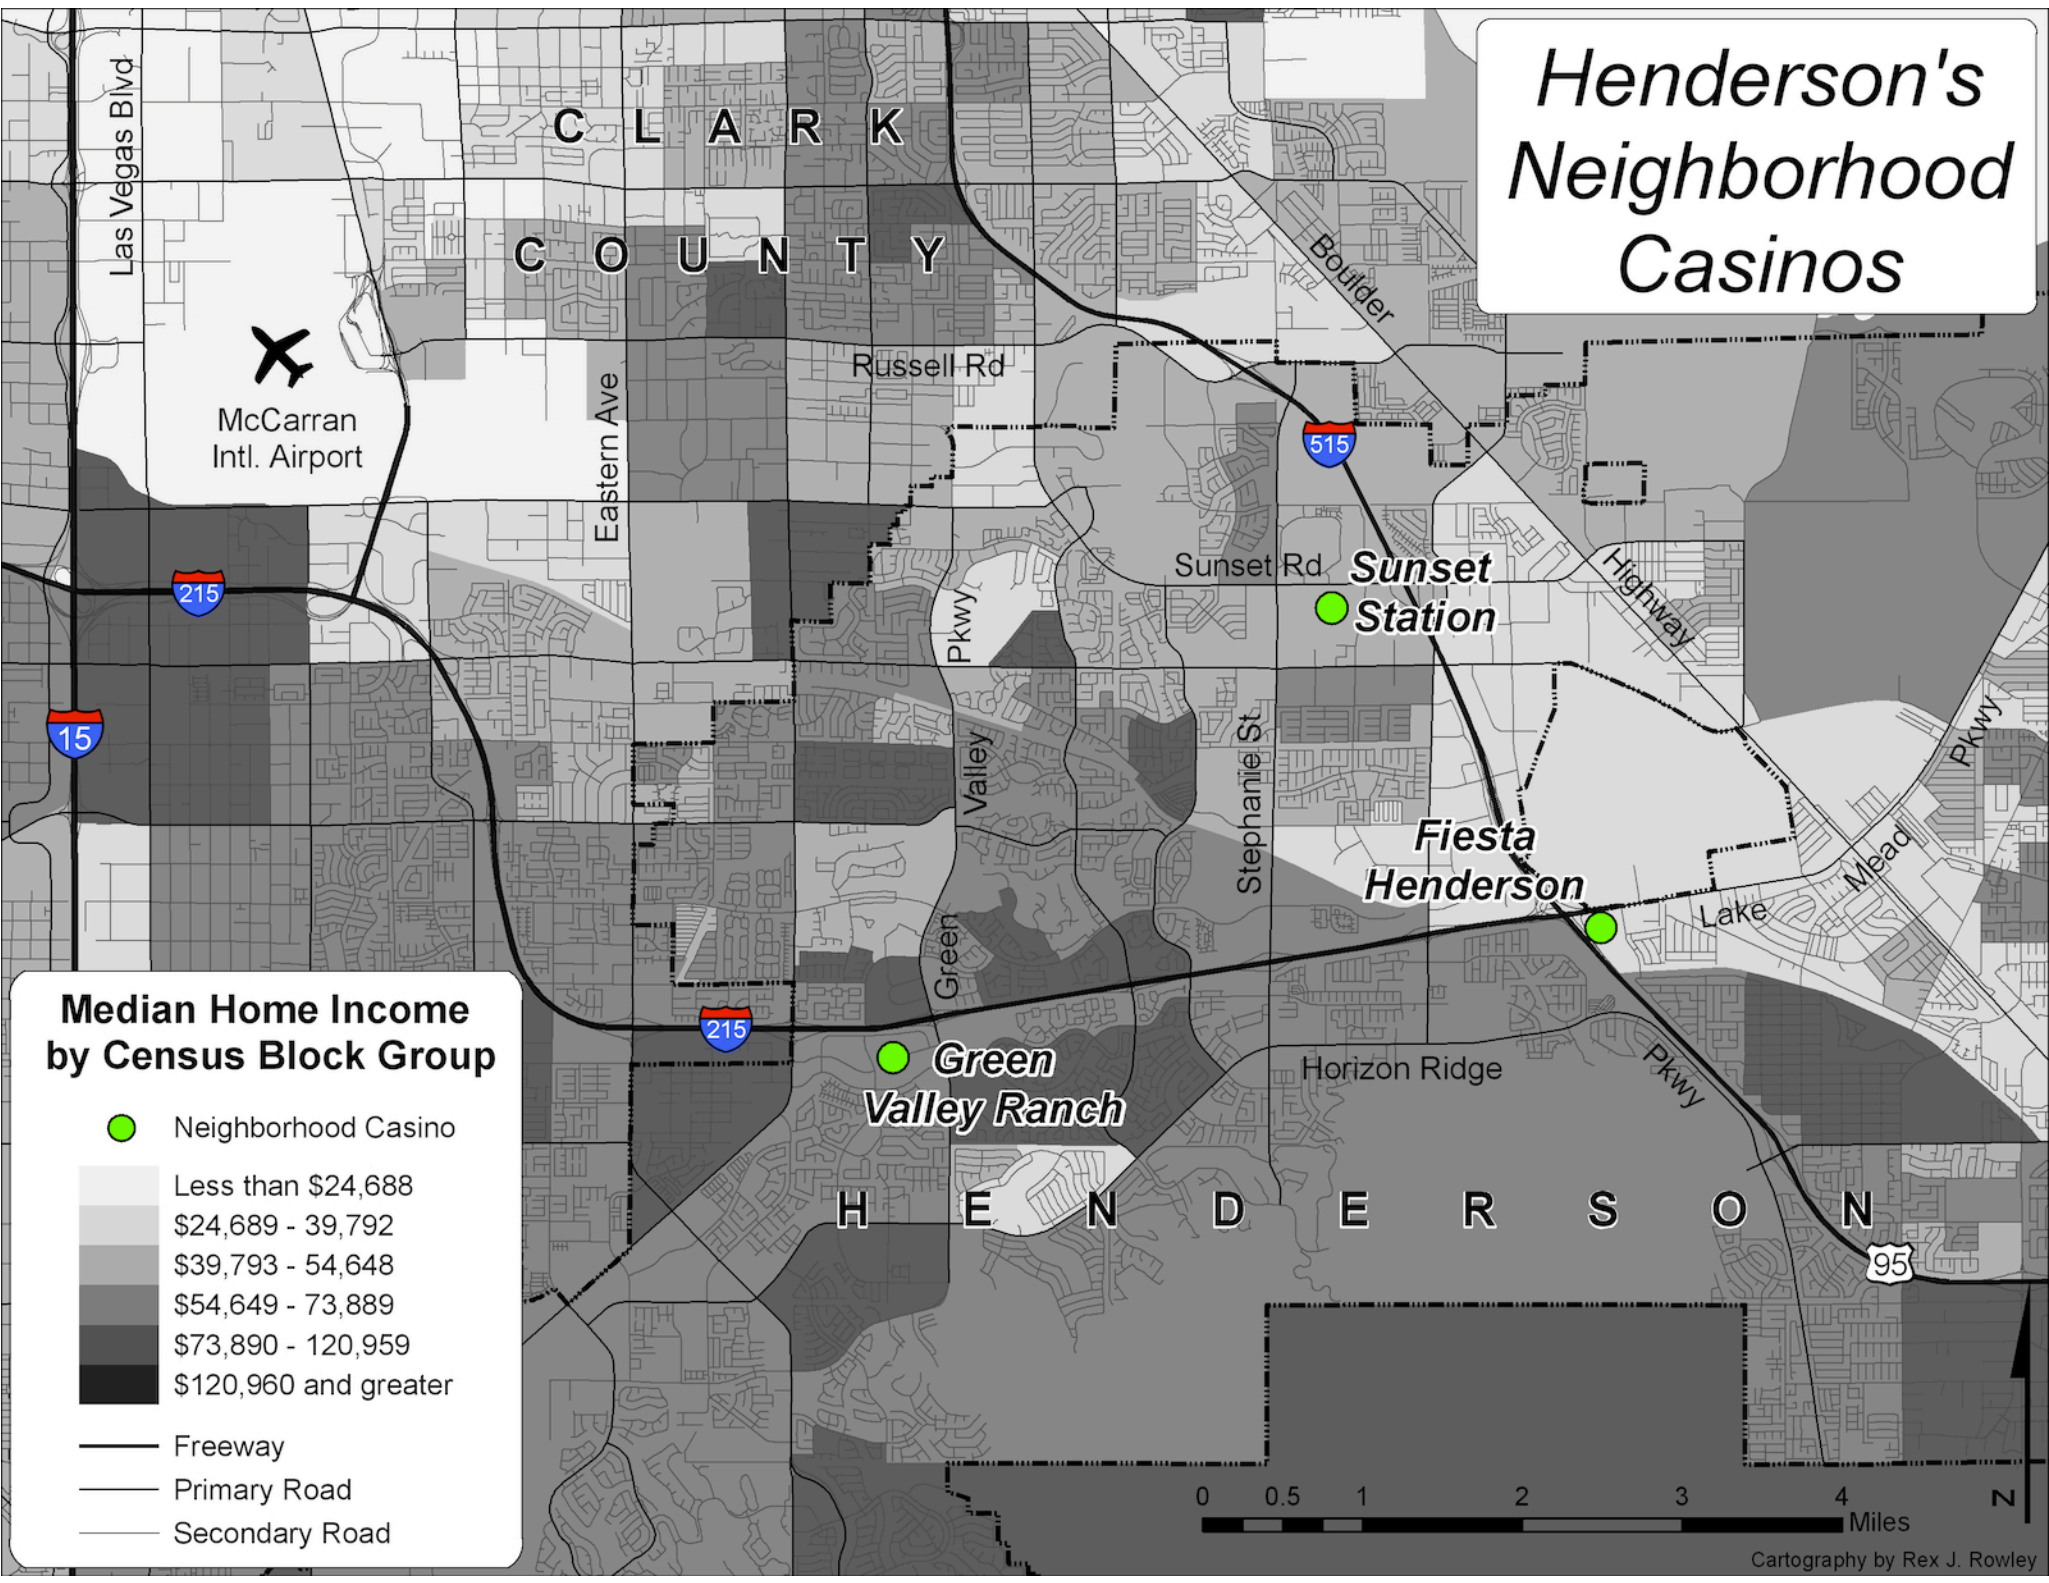 Henderson's
Neighborhood
Casinos
Las Vegas Blvd
C L A R K
C O U N T Y
Boulder
Highway
McCarran
Intl. Airport
Eastern Ave
Russell Rd
515
Sunset Rd
Sunset
Station
215
15
Pkwy
Valley
Green
Stephanie St
Pkwy
Mead
Lake
Fiesta
Henderson
215
Green
Valley Ranch
Horizon Ridge
Pkwy
H E N D E R S O N
95
Median Home Income
by Census Block Group
Neighborhood Casino
Less than $24,688
$24,689 - 39,792
$39,793 - 54,648
$54,649 - 73,889
$73,890 - 120,959
$120,960 and greater
Freeway
Primary Road
Secondary Road
0 0.5 1 2 3 4
Miles
N
Cartography by Rex J. Rowley